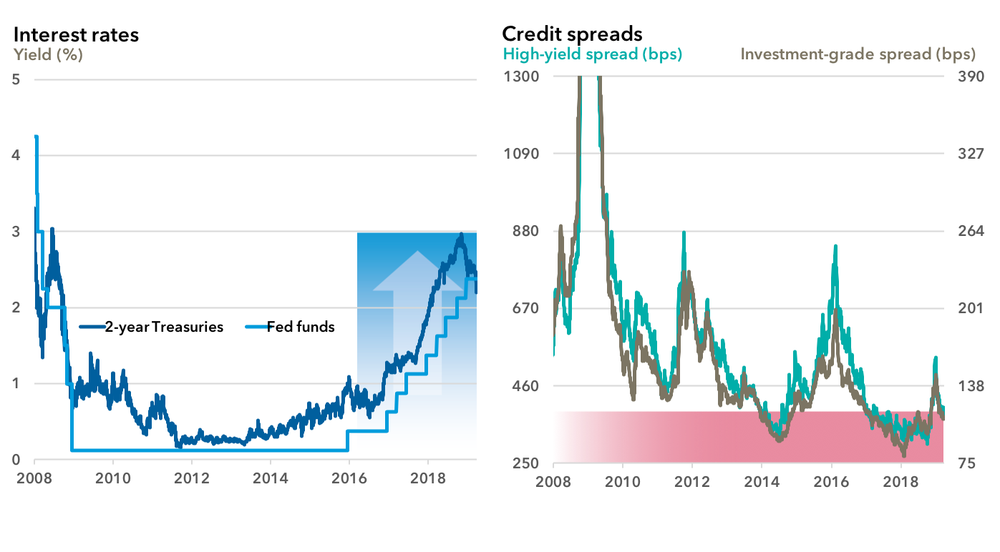 Interest rates
Yield (%)
5
4
3
2
1
0
2-year Treasuries Fed funds
2008 2010 2012 2014 2016 2018
Credit spreads
High-yield spread (bps) Investment-grade spread (bps)
1300 390
1090 327
880 264
670 201
460 138
250 75
2008 2010 2012 2014 2016 2018